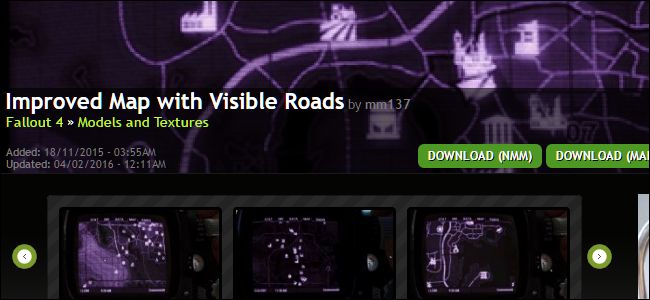 Improved Map with Visible Roads by mm137
Fallout 4 » Models and Textures
Added: 18/11/2015 - 03:55AM
Updated: 04/02/2016 - 12:11AM
DOWNLOAD (NMM)
DOWNLOAD (MA